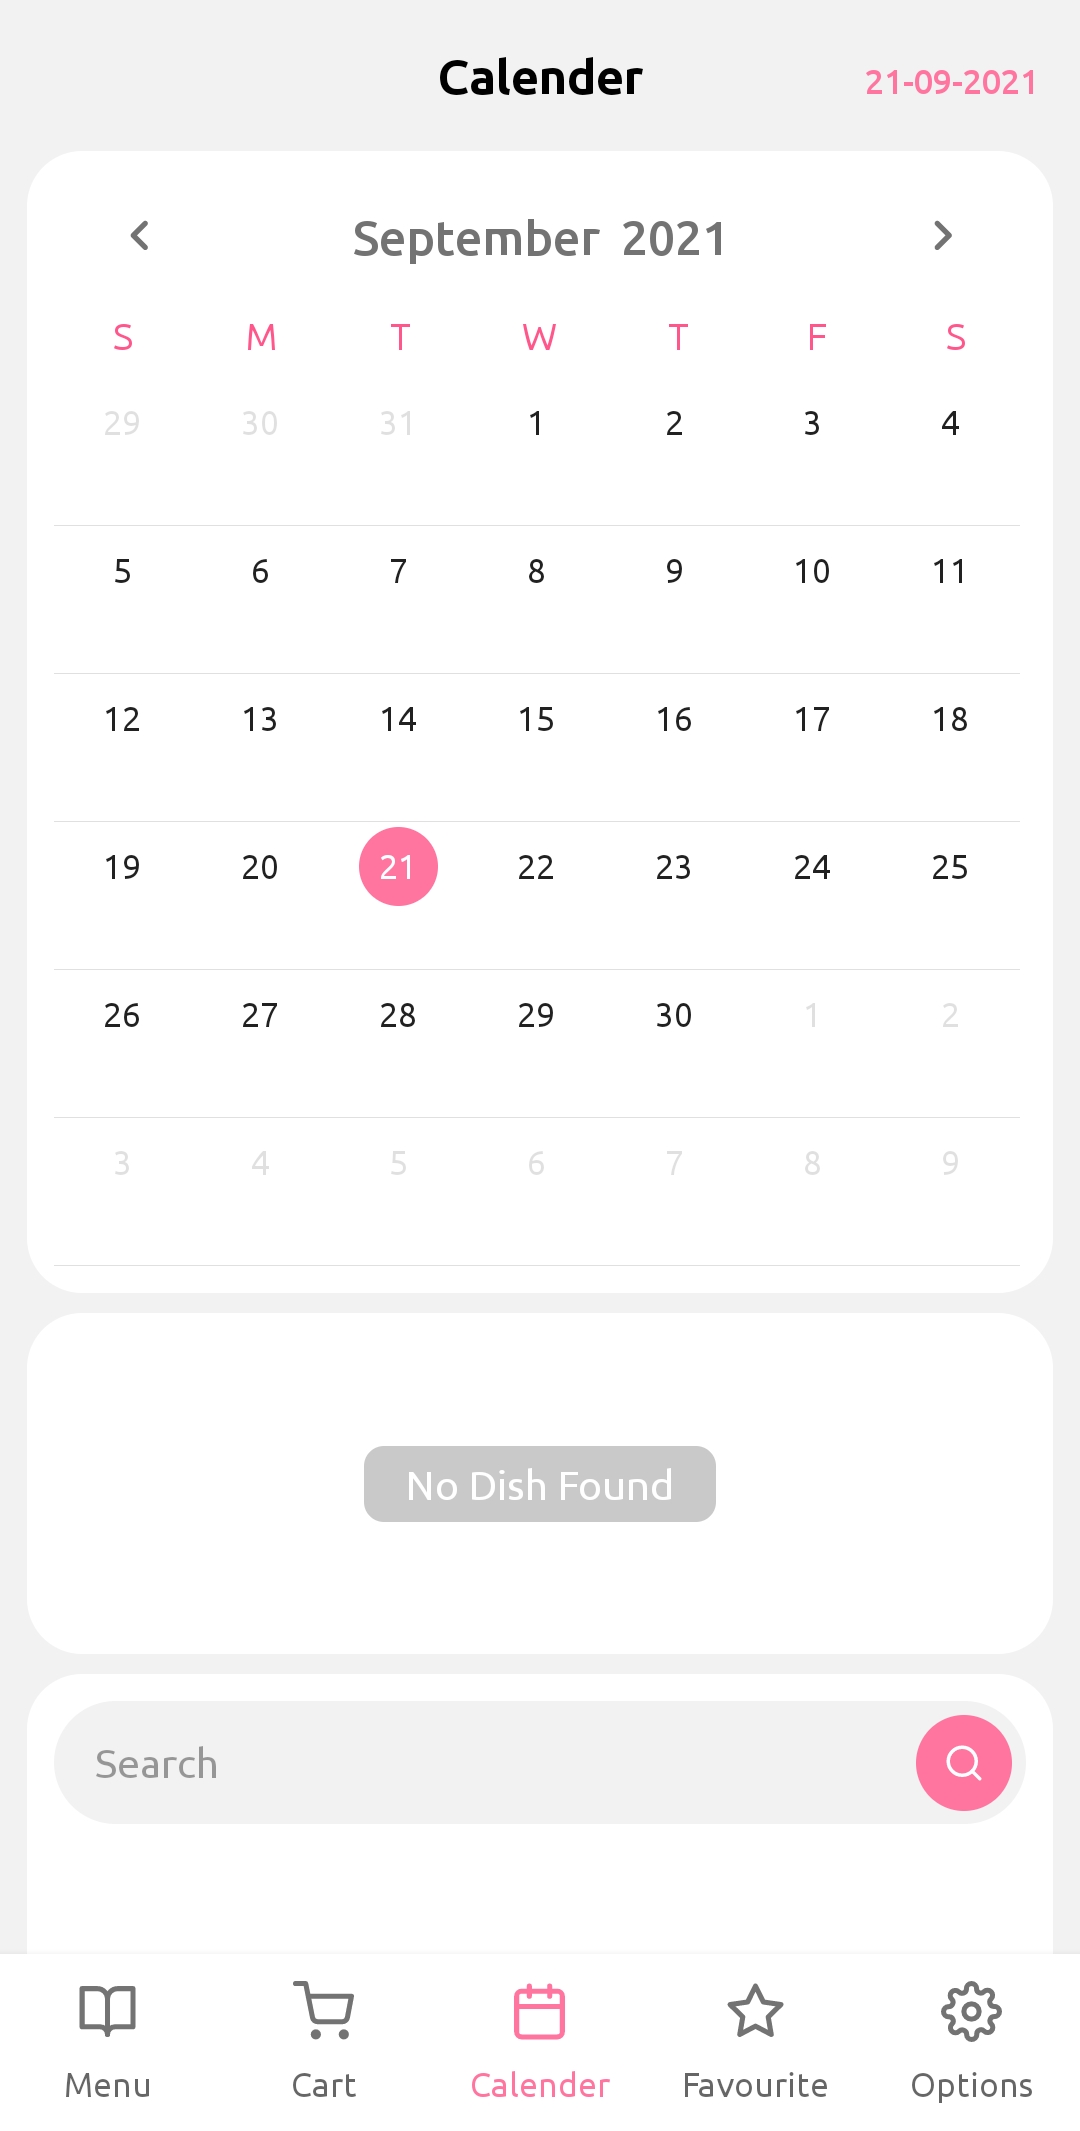 Calender
21-09-2021
September 2021
S M T W T F S
29 30 31 1 2 3 4
5 6 7 8 9 10 11
12 13 14 15 16 17 18
19 20 21 22 23 24 25
26 27 28 29 30 1 2
3 4 5 6 7 8 9
No Dish Found
Search
Menu Cart Calender Favourite Options